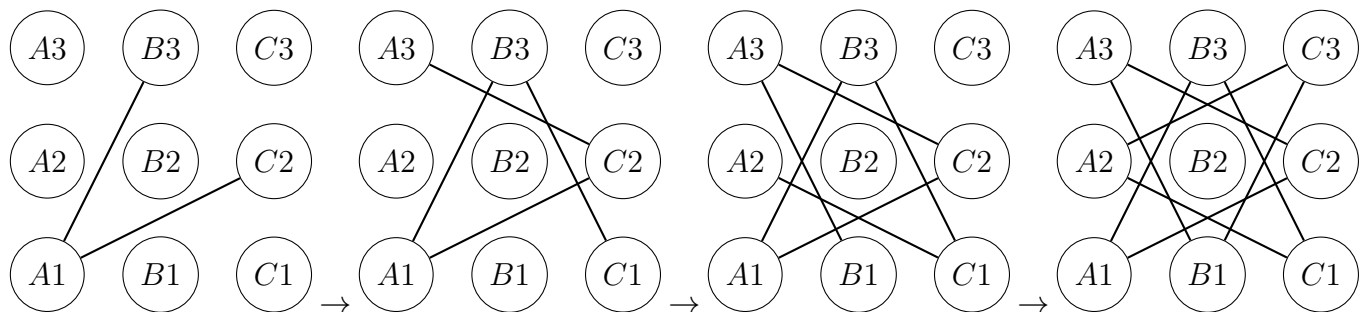 A3 B3 C3 A3 B3 C3 A3 B3 C3 A3 B3 C3
A2 B2 C2 A2 B2 C2 A2 B2 C2 A2 B2 C2
A1 B1 C1 → A1 B1 C1 → A1 B1 C1 → A1 B1 C1